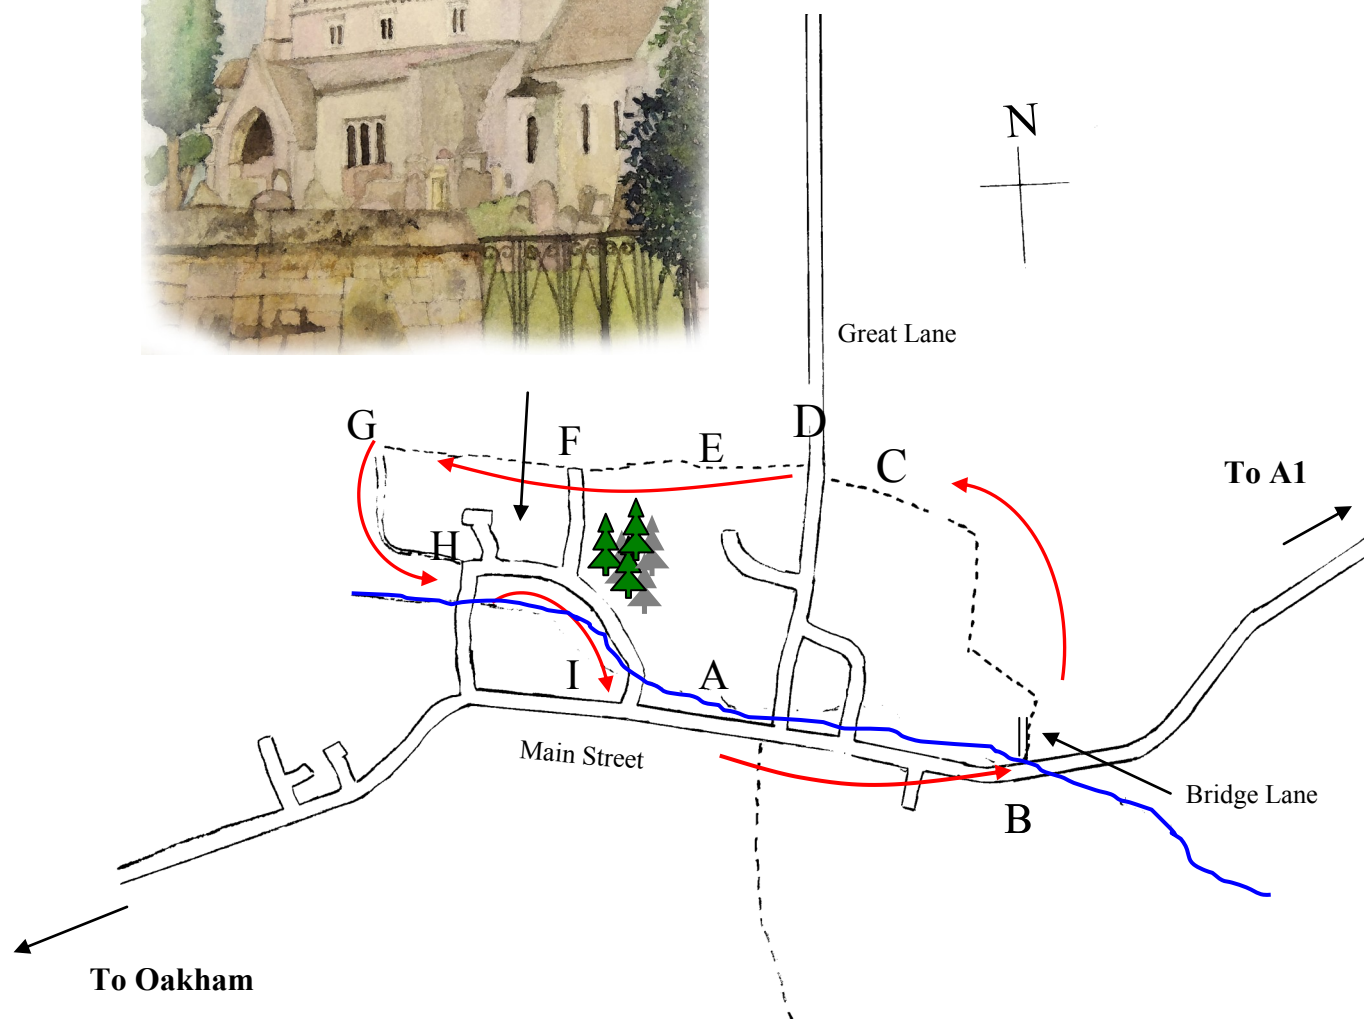 N
Great Lane
G
F
E
D
C
To A1
H
I
A
Main Street
Bridge Lane
B
To Oakham